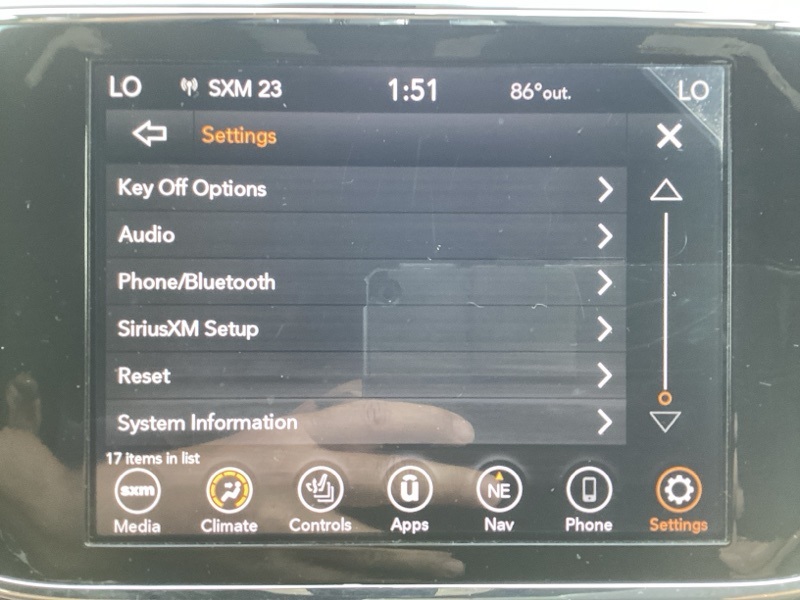 LO SXM 23 1:51 86°out. LO
Settings
Key Off Options
Audio
Phone/Bluetooth
SiriusXM Setup
Reset
System Information
17 items in list
sxm ū NE
Media Climate Controls Apps Nav Phone Settings